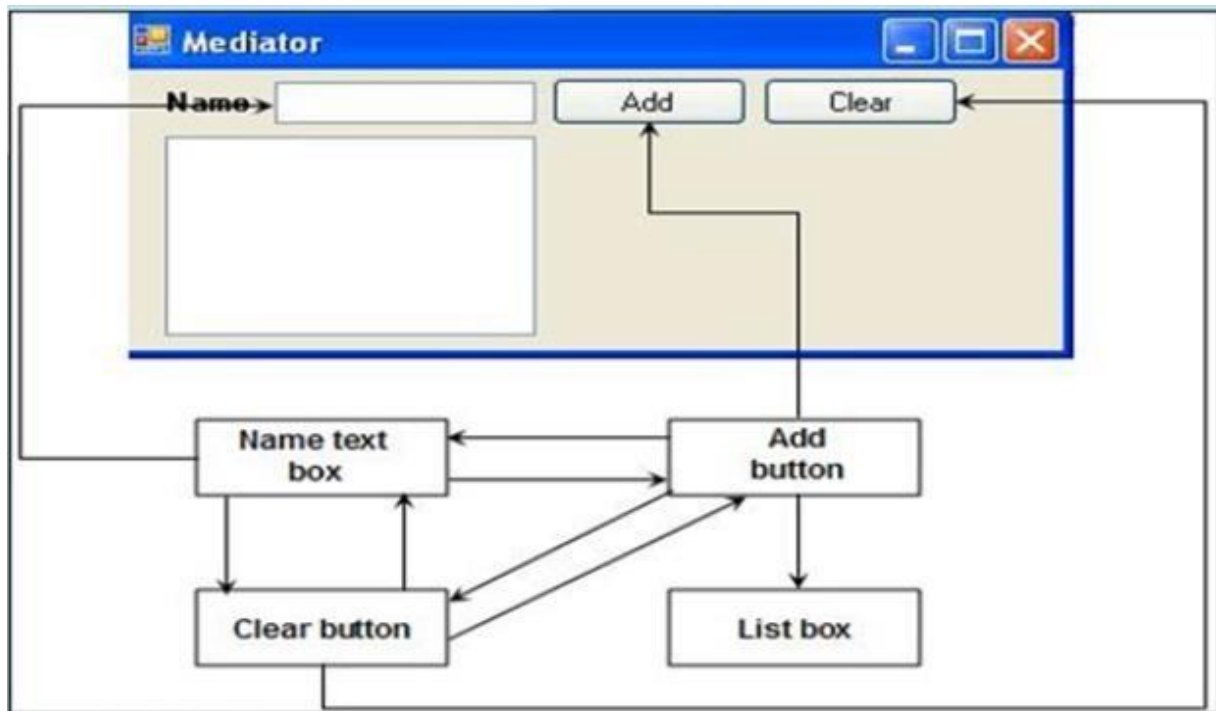 Mediator
Name
Add
Clear
Name text
box
Add
button
Clear button
List box